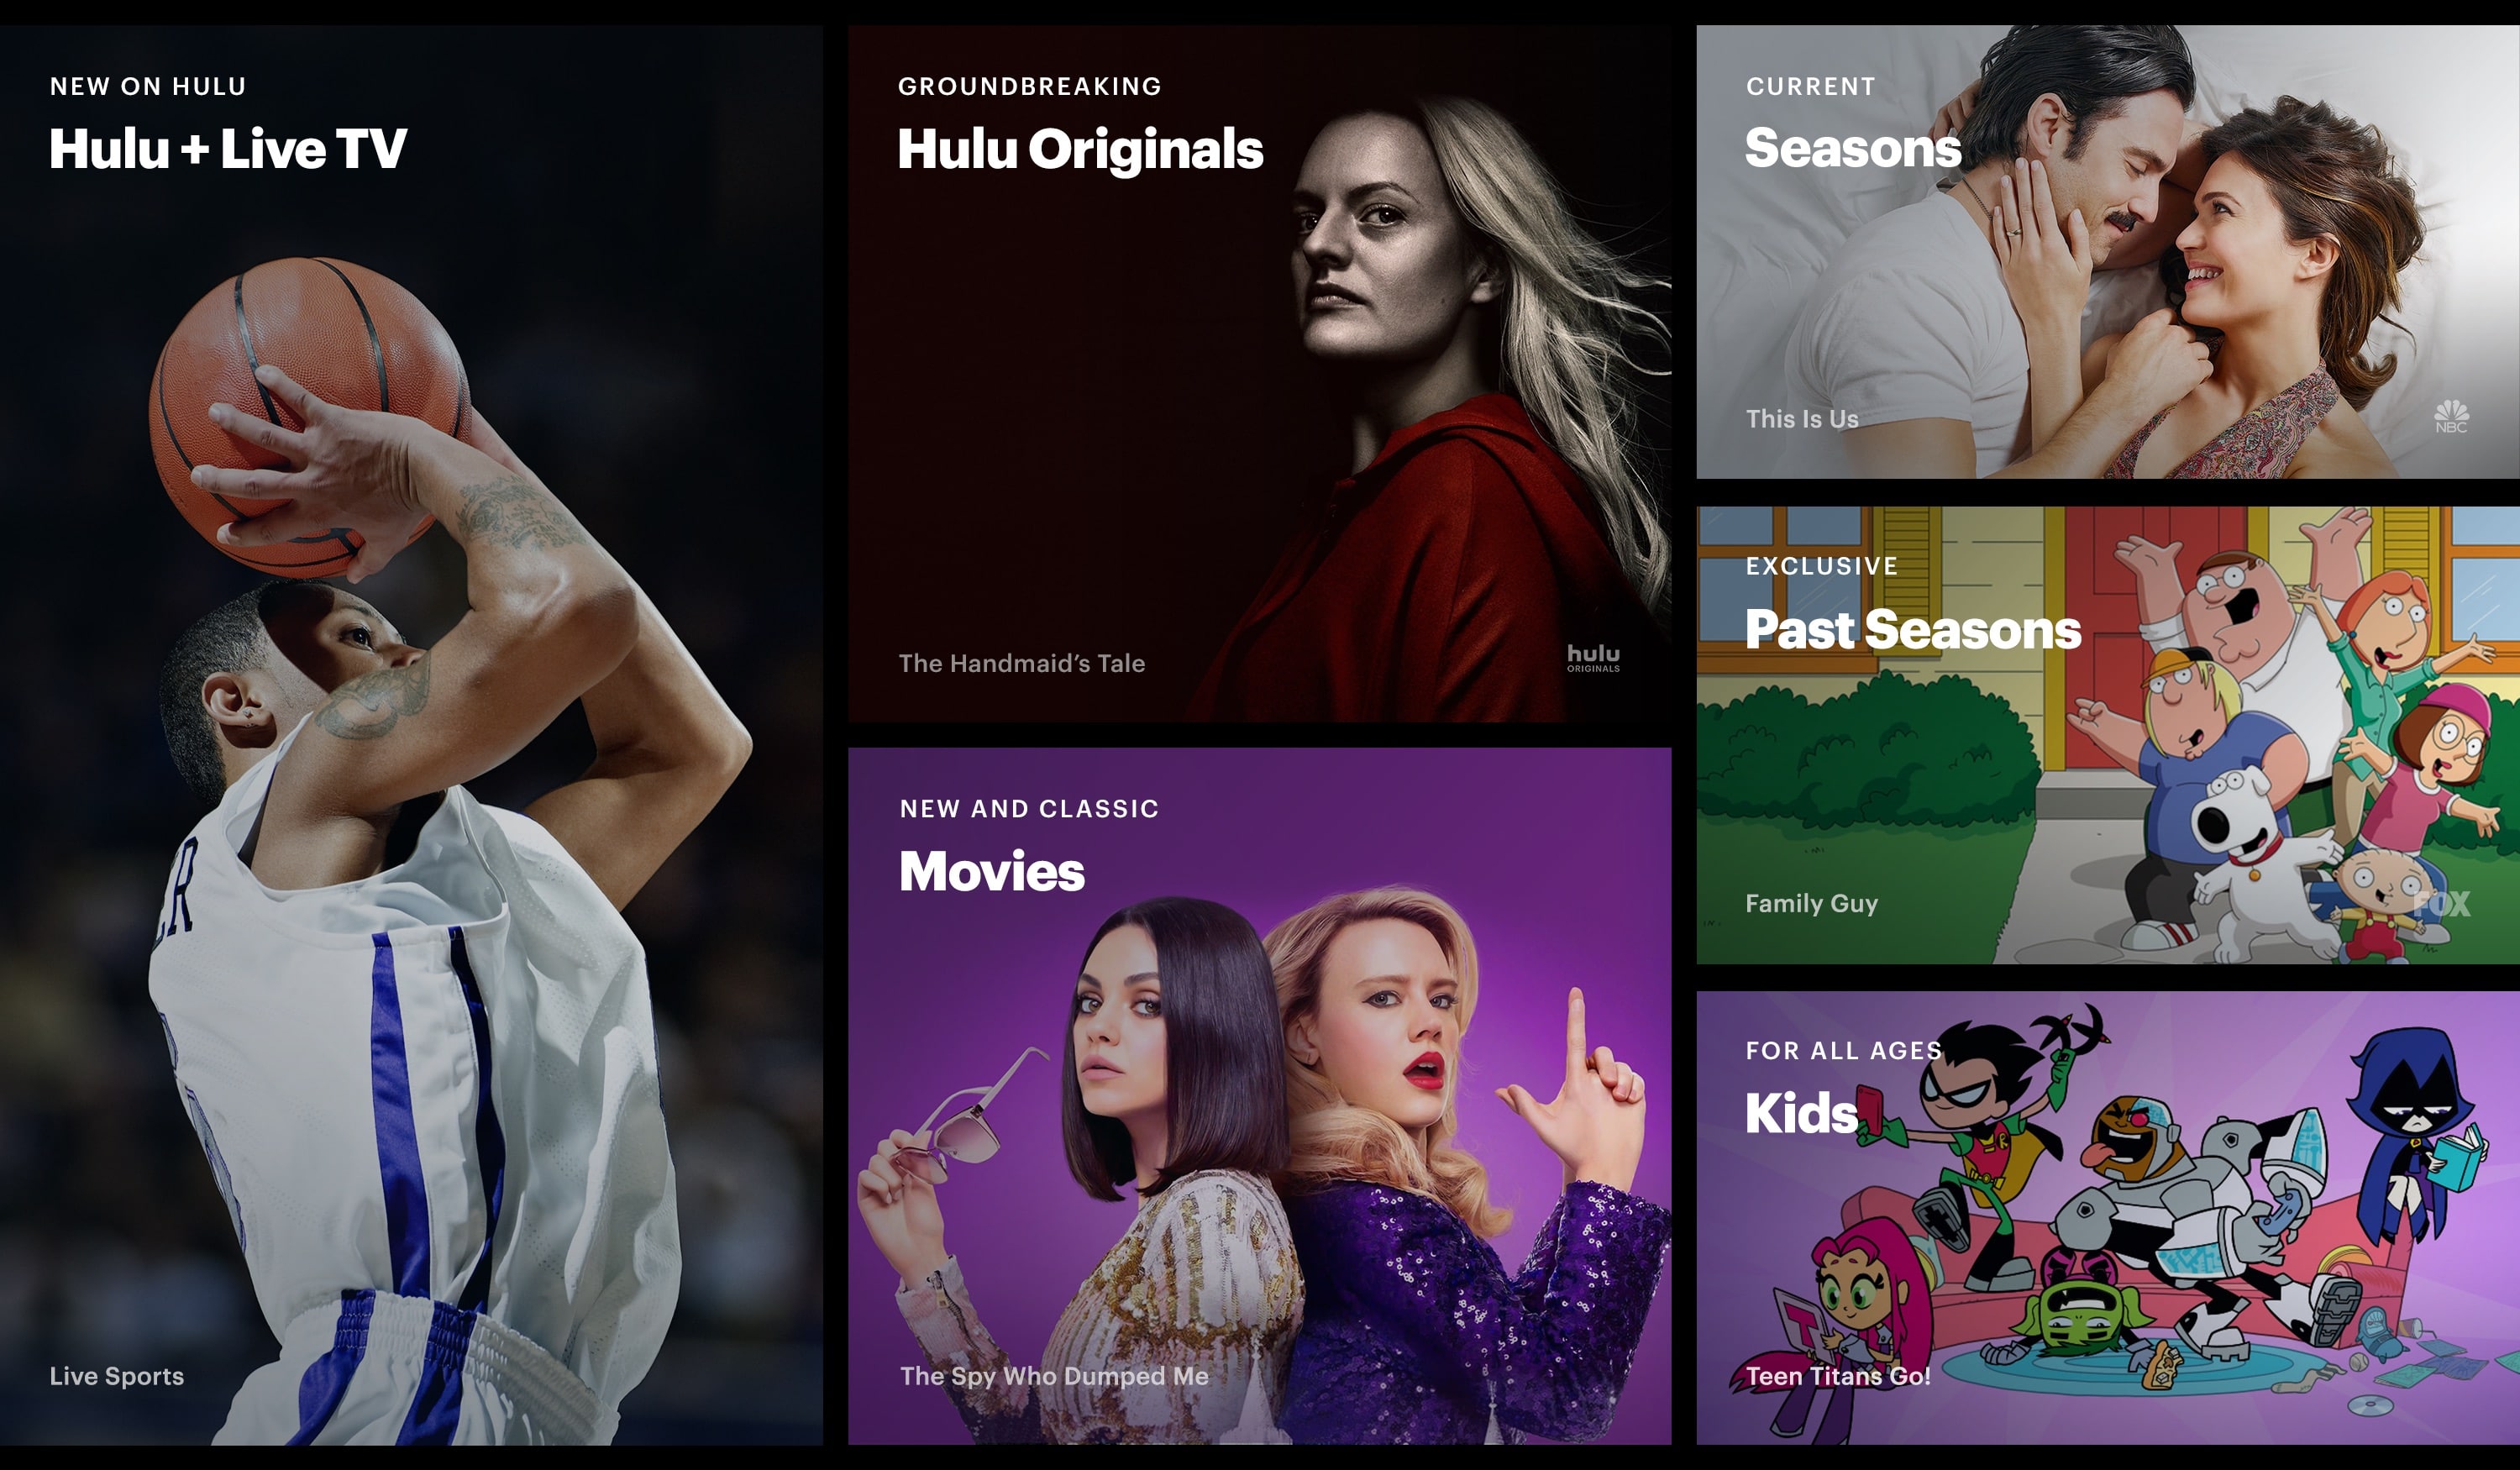 NEW ON HULU
Hulu + Live TV
ER
Live Sports
GROUNDBREAKING
Hulu Originals
The Handmaid’s Tale
hulu
ORIGINALS
NEW AND CLASSIC
Movies
The Spy Who Dumped Me
CURRENT
Seasons
This Is Us
NBC
EXCLUSIVE
Past Seasons
Family Guy
FOX
FOR ALL AGES
Kids
R
T
Teen Titans Go!